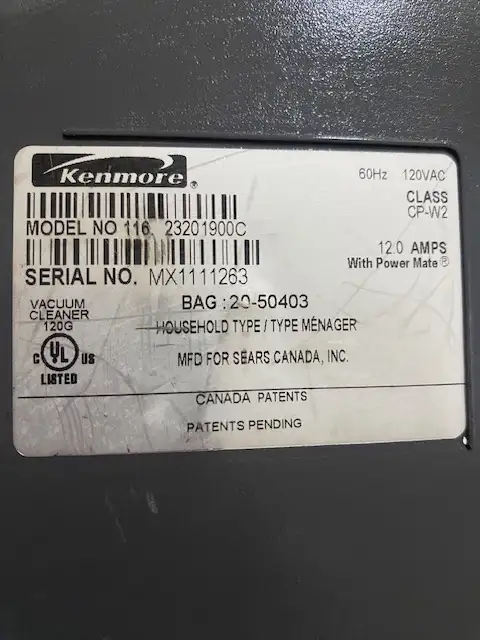 Kenmore®
60Hz 120VAC
CLASS
CP-W2
MODEL NO 116. 23201900C
12.0 AMPS
With Power Mate®
SERIAL NO. MX1111263
BAG : 20-50403
VACUUM
CLEANER
120G
HOUSEHOLD TYPE / TYPE MÉNAGER
C UL US
LISTED
MFD FOR SEARS CANADA, INC.
CANADA PATENTS
PATENTS PENDING